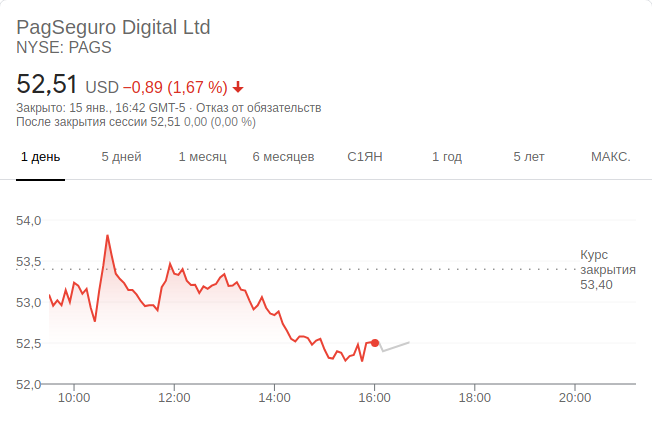 PagSeguro Digital Ltd
NYSE: PAGS
52,51 USD −0,89 (1,67 %)
Закрыто: 15 янв., 16:42 GMT-5 · Отказ от обязательств
После закрытия сессии 52,51 0,00 (0,00 %)
1 день 5 дней 1 месяц 6 месяцев С1ЯН 1 год 5 лет МАКС.
54,0
53,5
53,0
52,5
52,0
Курс
закрытия
53,40
10:00 12:00 14:00 16:00 18:00 20:00